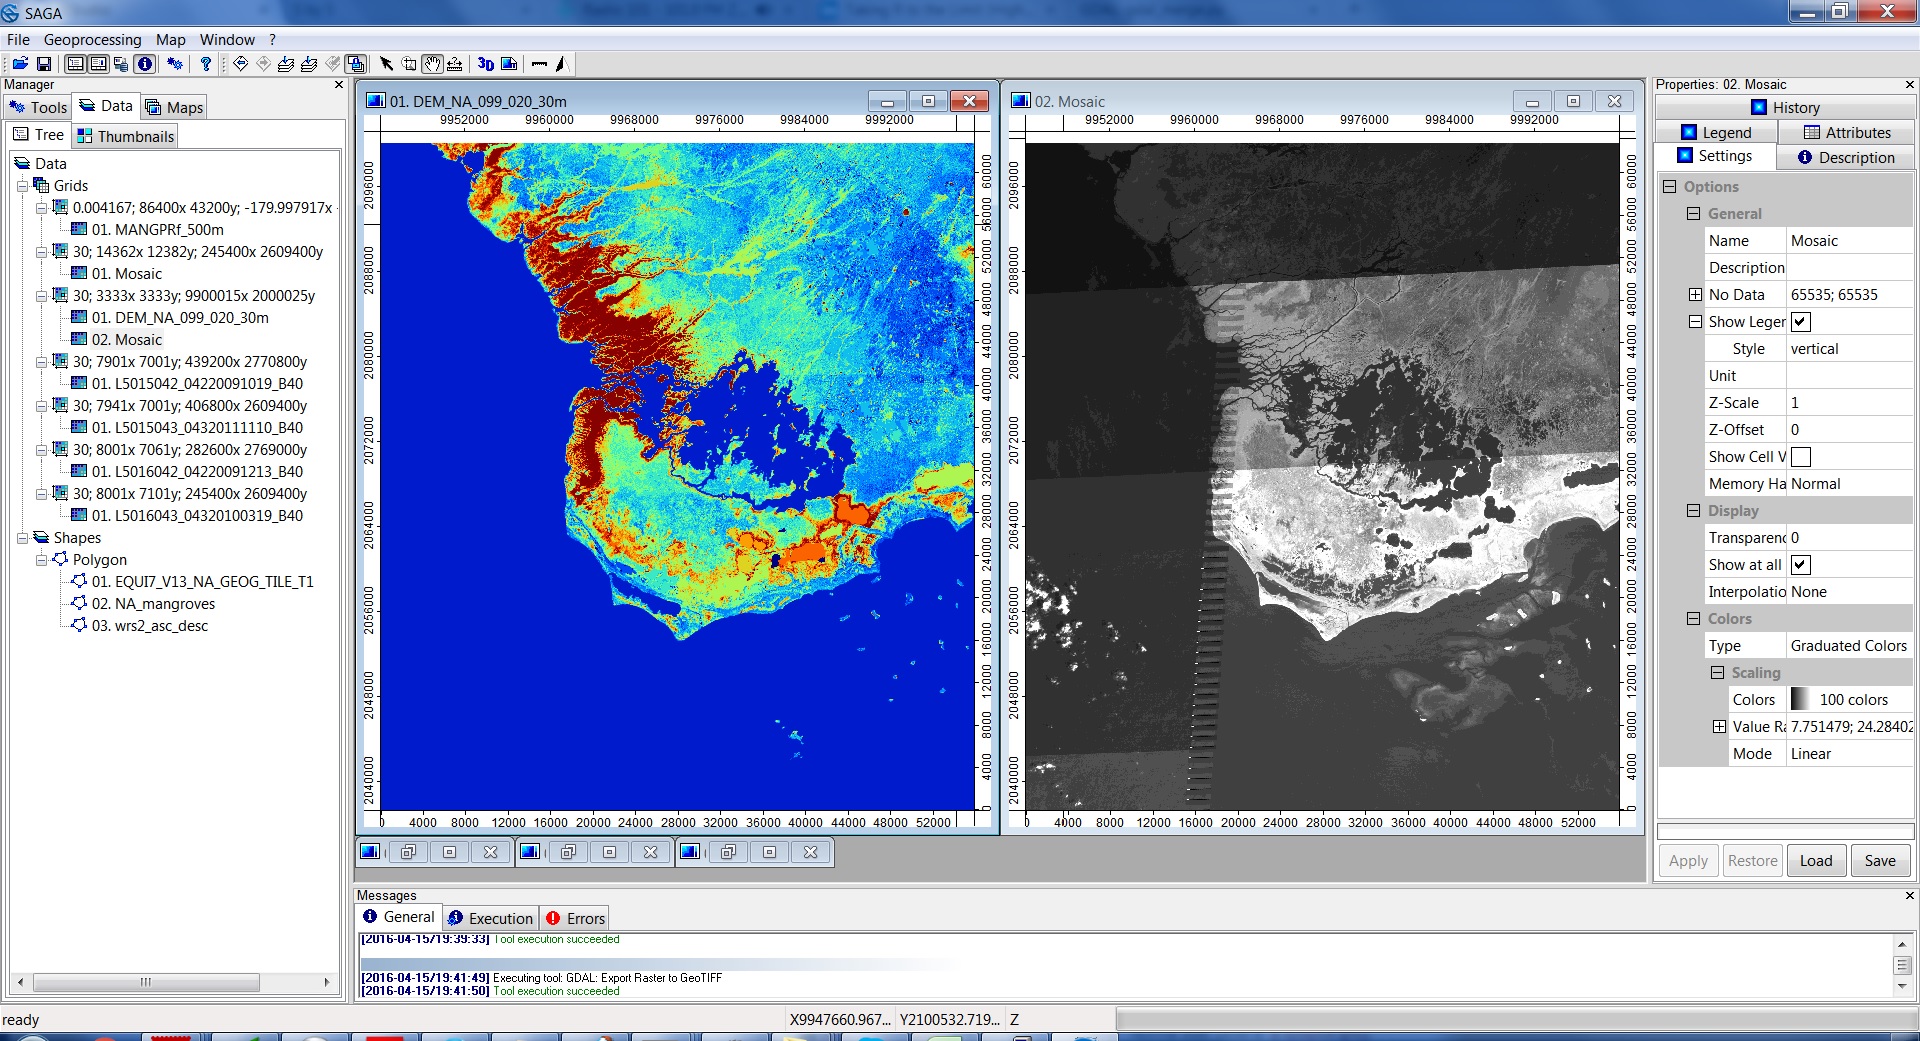 SAGA
File Geoprocessing Map Window ?
3D
Manager
Tools Data Maps
Tree Thumbnails
Data
Grids
0.004167; 86400x 43200y; -179.997917x
01. MANGPRf_500m
30; 14362x 12382y; 245400x 2609400y
01. Mosaic
30; 3333x 3333y; 9900015x 2000025y
01. DEM_NA_099_020_30m
02. Mosaic
30; 7901x 7001y; 439200x 2770800y
01. L5015042_04220091019_B40
30; 7941x 7001y; 406800x 2609400y
01. L5015043_04320111110_B40
30; 8001x 7061y; 282600x 2769000y
01. L5016042_04220091213_B40
30; 8001x 7101y; 245400x 2609400y
01. L5016043_04320100319_B40
Shapes
Polygon
01. EQUI7_V13_NA_GEOG_TILE_T1
02. NA_mangroves
03. wrs2_asc_desc
01. DEM_NA_099_020_30m
9952000 9960000 9968000 9976000 9984000 9992000
2096000
2088000
2080000
2072000
2064000
2056000
2048000
2040000
60000
56000
52000
48000
44000
40000
36000
32000
28000
24000
20000
16000
12000
8000
4000
0
0 4000 8000 12000 16000 20000 24000 28000 32000 36000 40000 44000 48000 52000
02. Mosaic
9952000 9960000 9968000 9976000 9984000 9992000
2096000
2088000
2080000
2072000
2064000
2056000
2048000
2040000
60000
56000
52000
48000
44000
40000
36000
32000
28000
24000
20000
16000
12000
8000
4000
0
0 4000 8000 12000 16000 20000 24000 28000 32000 36000 40000 44000 48000 52000
Properties: 02. Mosaic
History
Legend Attributes
Settings Description
Options
General
Name Mosaic
Description
No Data 65535; 65535
Show Leger
Style vertical
Unit
Z-Scale 1
Z-Offset 0
Show Cell V
Memory Ha Normal
Display
Transparenc 0
Show at all
Interpolatio None
Colors
Type Graduated Colors
Scaling
Colors 100 colors
Value Ra 7.751479; 24.28402
Mode Linear
Apply Restore Load Save
Messages
General Execution Errors
[2016-04-15/19:39:33] Tool execution succeeded
[2016-04-15/19:41:49] Executing tool: GDAL: Export Raster to GeoTIFF
[2016-04-15/19:41:50] Tool execution succeeded
ready X9947660.967... Y2100532.719... Z